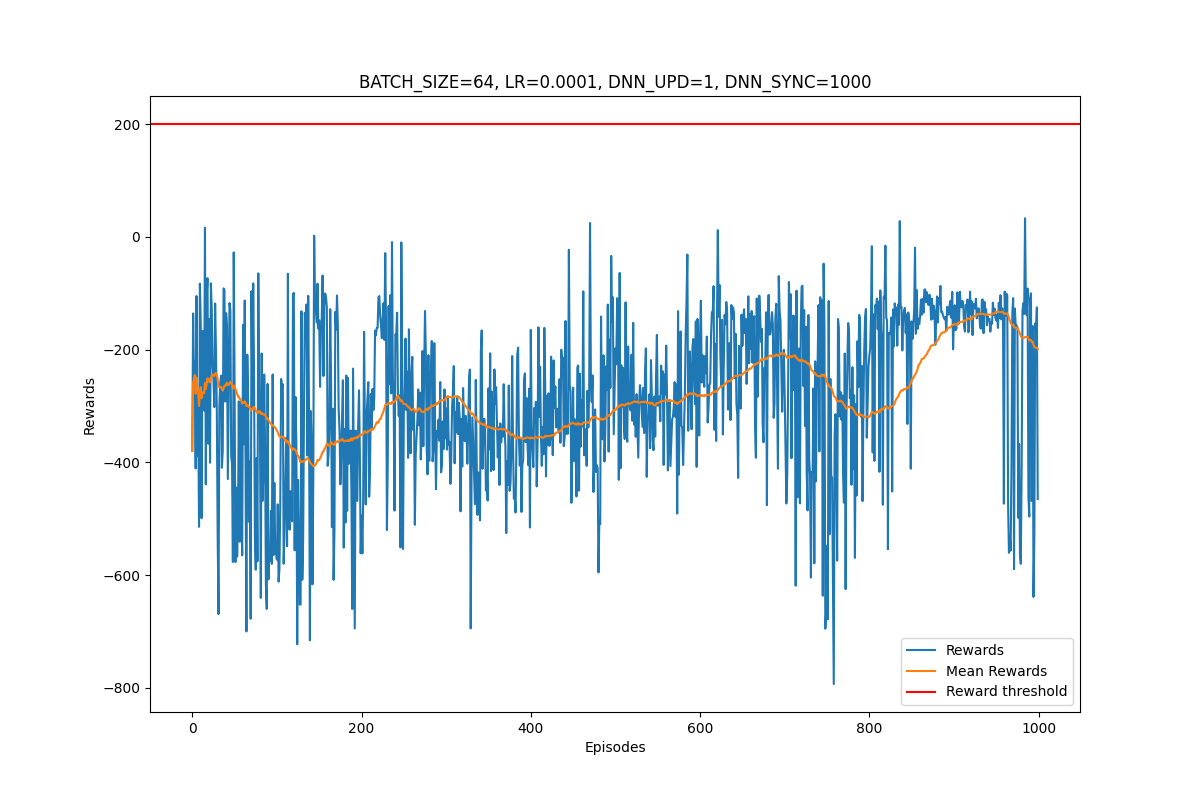 BATCH_SIZE=64, LR=0.0001, DNN_UPD=1, DNN_SYNC=1000
200
0
−200
−400
−600
−800
Rewards
0
200
400
600
800
1000
Episodes
Rewards
Mean Rewards
Reward threshold